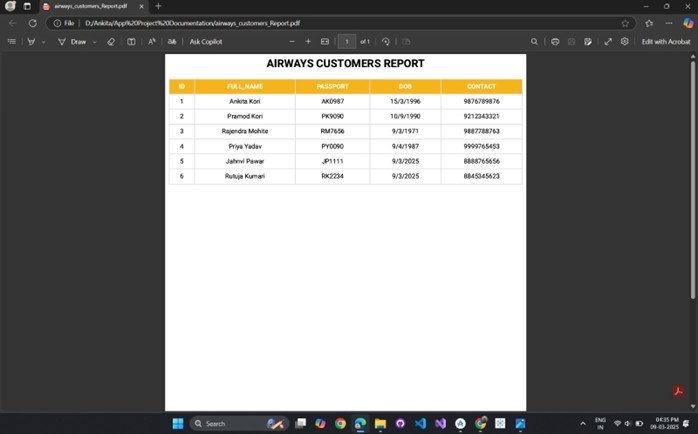 airways_customers_Report.pdf
File D:/Ankita/App%20Project%20Documentation/airways_customers_Report.pdf
Draw Ask Copilot 1 of 1 Edit with Acrobat
AIRWAYS CUSTOMERS REPORT
ID FULL_NAME PASSPORT DOB CONTACT
1 Ankita Kori AK0987 15/3/1996 9876789876
2 Pramod Kori PK9090 10/9/1990 9212343321
3 Rajendra Mohite RM7656 9/3/1971 9887788763
4 Priya Yadav PY0090 9/4/1987 9999765453
5 Jahnvi Pawar JP1111 9/3/2025 8888765656
6 Rutuja Kumari RK2234 9/3/2025 8845345623
Search
ENG
IN
04:35 PM
09-03-2025